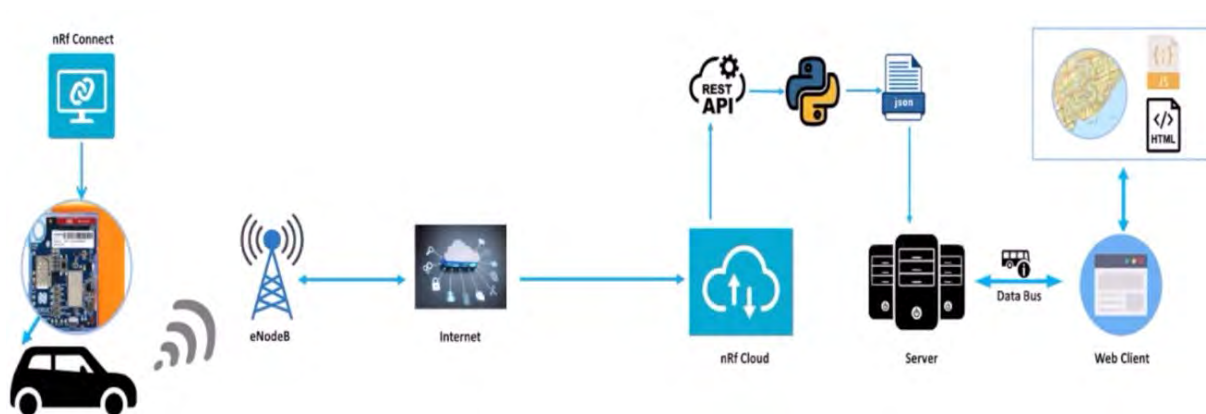 nRf Connect
REST
API
json
JS
</>
HTML
eNodeB
Internet
nRf Cloud
Server
Data Bus
Web Client